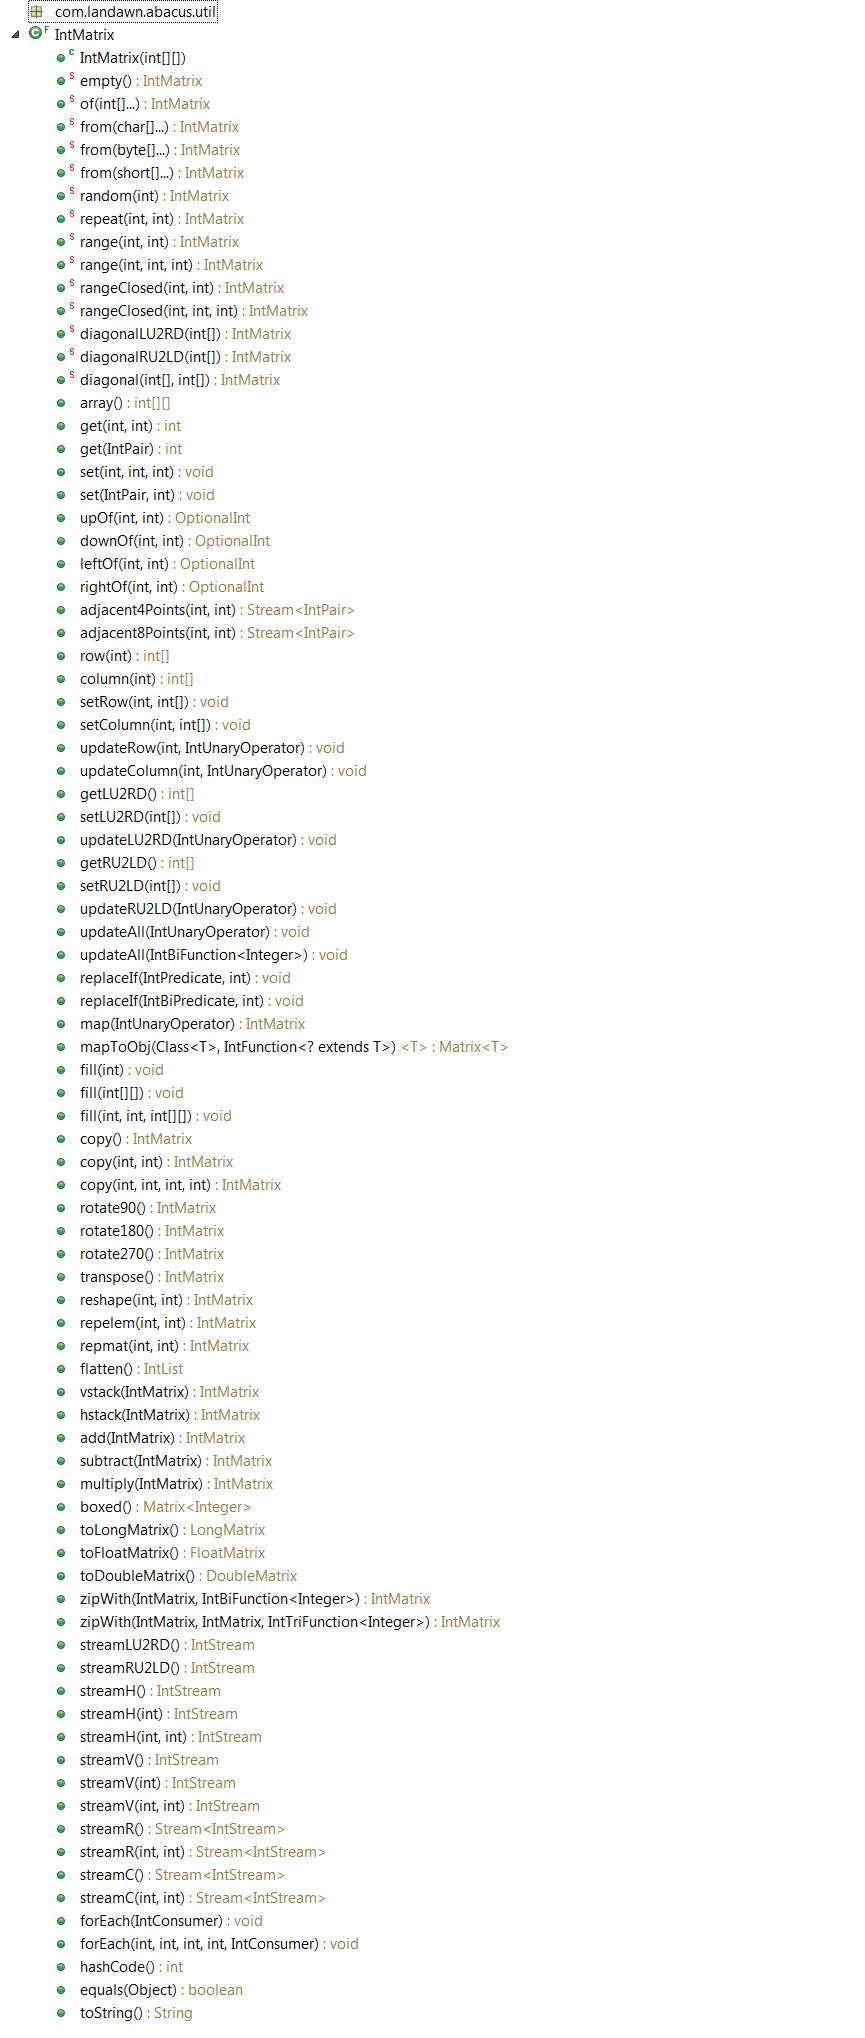 com.landawn.abacus.util
F IntMatrix
C IntMatrix(int[][])
S empty() : IntMatrix
S of(int[]...) : IntMatrix
S from(char[]...) : IntMatrix
S from(byte[]...) : IntMatrix
S from(short[]...) : IntMatrix
S random(int) : IntMatrix
S repeat(int, int) : IntMatrix
S range(int, int) : IntMatrix
S range(int, int, int) : IntMatrix
S rangeClosed(int, int) : IntMatrix
S rangeClosed(int, int, int) : IntMatrix
S diagonalLU2RD(int[]) : IntMatrix
S diagonalRU2LD(int[]) : IntMatrix
S diagonal(int[], int[]) : IntMatrix
array() : int[][]
get(int, int) : int
get(IntPair) : int
set(int, int, int) : void
set(IntPair, int) : void
upOf(int, int) : OptionalInt
downOf(int, int) : OptionalInt
leftOf(int, int) : OptionalInt
rightOf(int, int) : OptionalInt
adjacent4Points(int, int) : Stream<IntPair>
adjacent8Points(int, int) : Stream<IntPair>
row(int) : int[]
column(int) : int[]
setRow(int, int[]) : void
setColumn(int, int[]) : void
updateRow(int, IntUnaryOperator) : void
updateColumn(int, IntUnaryOperator) : void
getLU2RD() : int[]
setLU2RD(int[]) : void
updateLU2RD(IntUnaryOperator) : void
getRU2LD() : int[]
setRU2LD(int[]) : void
updateRU2LD(IntUnaryOperator) : void
updateAll(IntUnaryOperator) : void
updateAll(IntBiFunction<Integer>) : void
replaceIf(IntPredicate, int) : void
replaceIf(IntBiPredicate, int) : void
map(IntUnaryOperator) : IntMatrix
mapToObj(Class<T>, IntFunction<? extends T>) <T> : Matrix<T>
fill(int) : void
fill(int[][]) : void
fill(int, int, int[][]) : void
copy() : IntMatrix
copy(int, int) : IntMatrix
copy(int, int, int, int) : IntMatrix
rotate90() : IntMatrix
rotate180() : IntMatrix
rotate270() : IntMatrix
transpose() : IntMatrix
reshape(int, int) : IntMatrix
repelem(int, int) : IntMatrix
repmat(int, int) : IntMatrix
flatten() : IntList
vstack(IntMatrix) : IntMatrix
hstack(IntMatrix) : IntMatrix
add(IntMatrix) : IntMatrix
subtract(IntMatrix) : IntMatrix
multiply(IntMatrix) : IntMatrix
boxed() : Matrix<Integer>
toLongMatrix() : LongMatrix
toFloatMatrix() : FloatMatrix
toDoubleMatrix() : DoubleMatrix
zipWith(IntMatrix, IntBiFunction<Integer>) : IntMatrix
zipWith(IntMatrix, IntMatrix, IntTriFunction<Integer>) : IntMatrix
streamLU2RD() : IntStream
streamRU2LD() : IntStream
streamH() : IntStream
streamH(int) : IntStream
streamH(int, int) : IntStream
streamV() : IntStream
streamV(int) : IntStream
streamV(int, int) : IntStream
streamR() : Stream<IntStream>
streamR(int, int) : Stream<IntStream>
streamC() : Stream<IntStream>
streamC(int, int) : Stream<IntStream>
forEach(IntConsumer) : void
forEach(int, int, int, int, IntConsumer) : void
hashCode() : int
equals(Object) : boolean
toString() : String